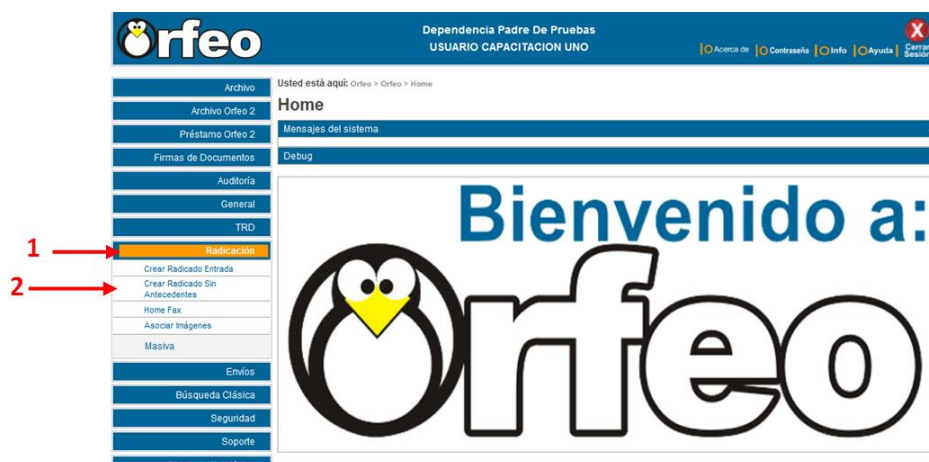 Orfeo
Dependencia Padre De Pruebas
USUARIO CAPACITACION UNO
Acerca de
Contraseña
Info
Ayuda
X
Cerrar
Sesión
Archivo
Archivo Orfeo 2
Préstamo Orfeo 2
Firmas de Documentos
Auditoría
General
TRD
1
Radicación
Crear Radicado Entrada
2
Crear Radicado Sin
Antecedentes
Home Fax
Asociar Imágenes
Masiva
Envíos
Búsqueda Clásica
Seguridad
Soporte
Usted está aquí: Orfeo > Orfeo > Home
Home
Mensajes del sistema
Debug
Bienvenido a:
Orfeo